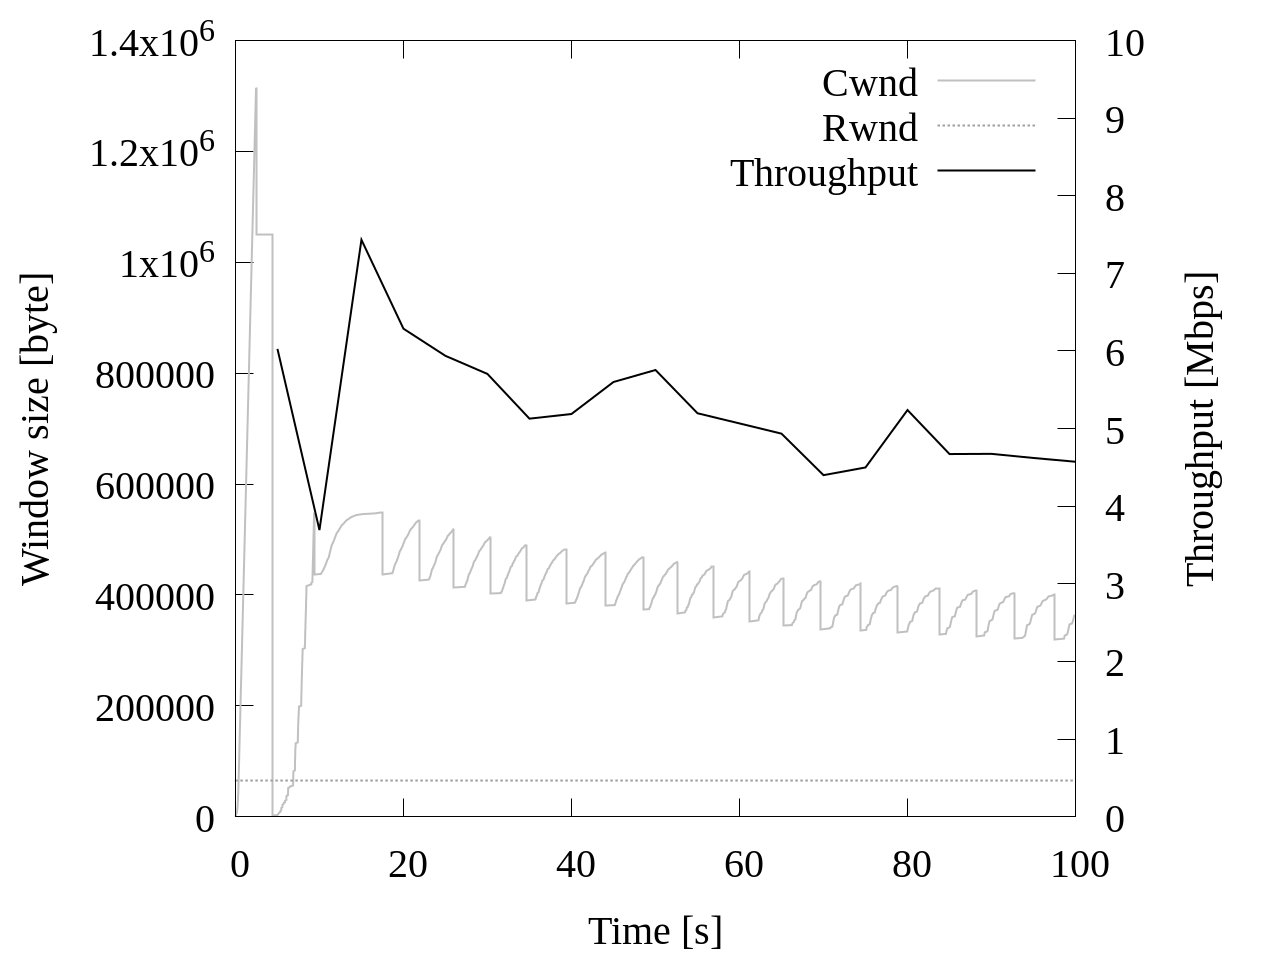 1.4x10^6
1.2x10^6
1x10^6
800000
600000
400000
200000
0
Window size [byte]
Cwnd
Rwnd
Throughput
10
9
8
7
6
5
4
3
2
1
0
Throughput [Mbps]
0 20 40 60 80 100
Time [s]